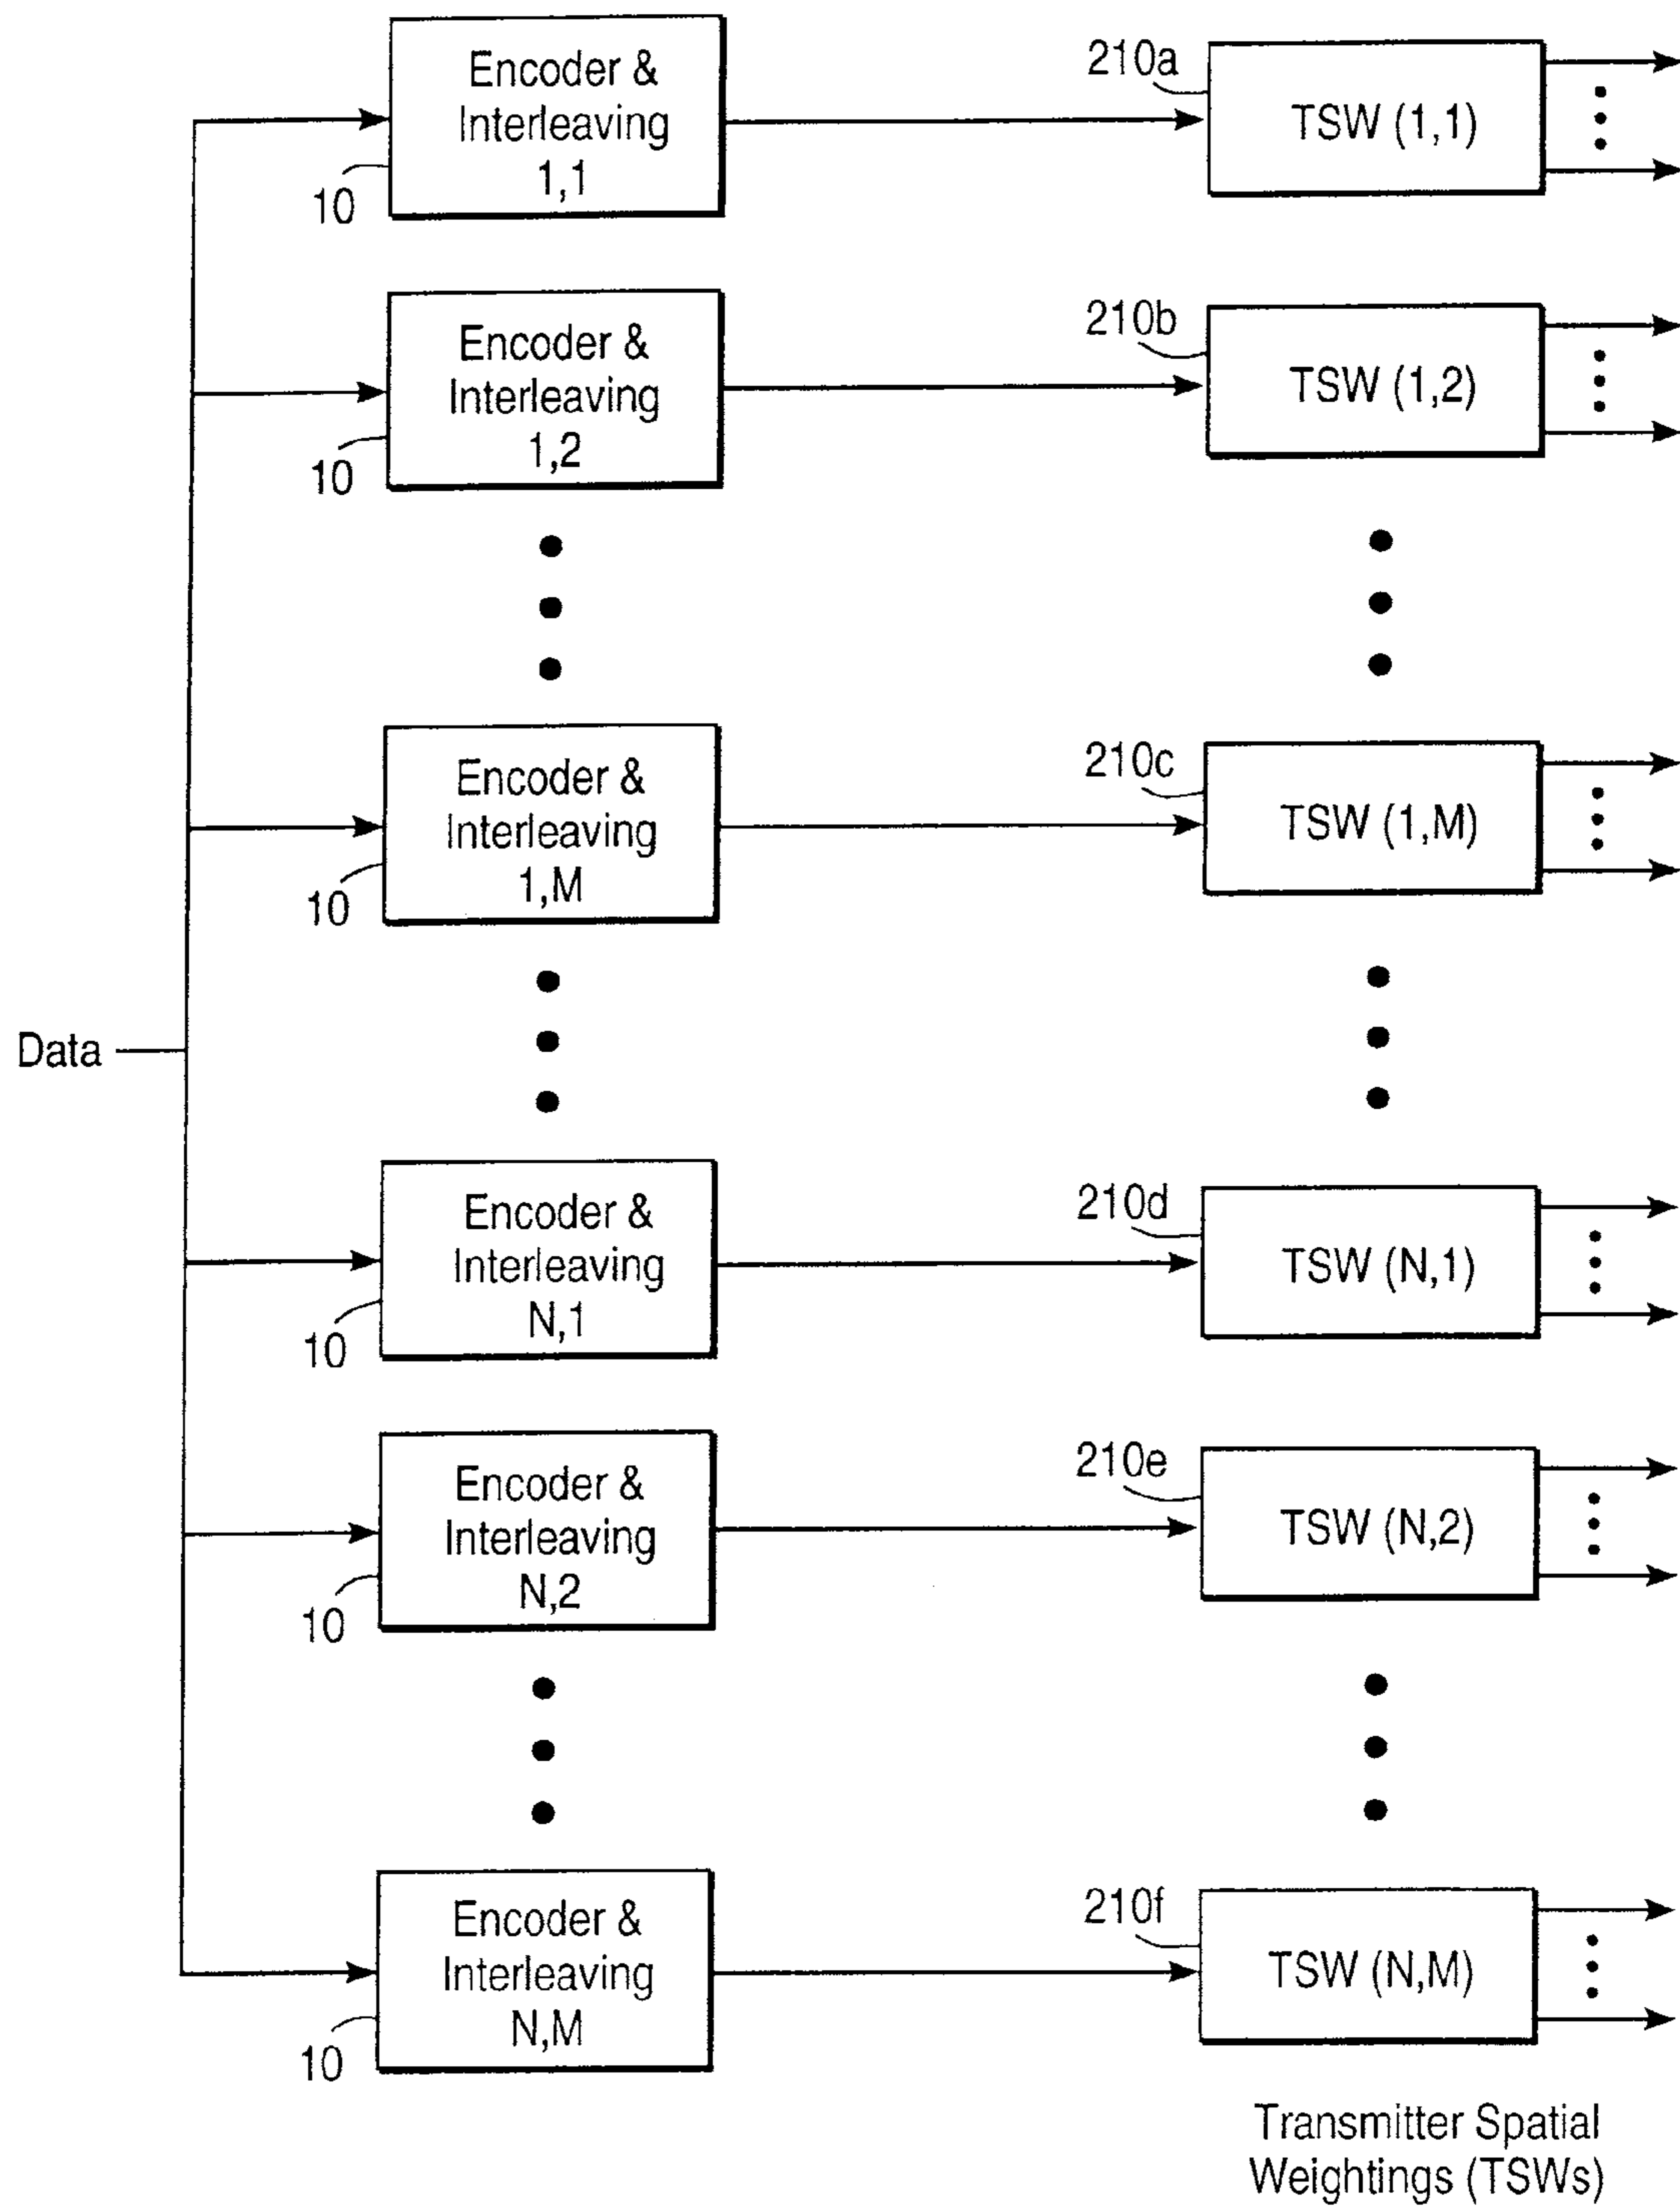 Encoder &
Interleaving
1,1
10
210a
TSW (1,1)
Encoder &
Interleaving
1,2
10
210b
TSW (1,2)
Encoder &
Interleaving
1,M
10
210c
TSW (1,M)
Data
Encoder &
Interleaving
N,1
10
210d
TSW (N,1)
Encoder &
Interleaving
N,2
10
210e
TSW (N,2)
Encoder &
Interleaving
N,M
10
210f
TSW (N,M)
Transmitter Spatial
Weightings (TSWs)